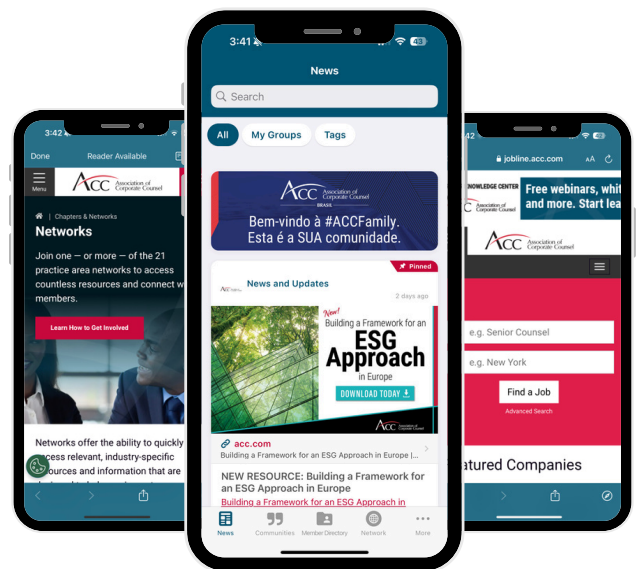 3:42
Done
Reader Available
Menu
ACC Association of
Corporate Counsel
| Chapters & Networks
Networks
Join one — or more — of the 21
practice area networks to access
countless resources and connect w
members.
Learn How to Get Involved
Networks offer the ability to quickly
access relevant, industry-specific
resources and information that are
3:41
43
News
Search
All
My Groups
Tags
ACC Association of
Corporate Counsel
BRASIL
Bem-vindo à #ACCFamily.
Esta é a SUA comunidade.
Pinned
News and Updates
2 days ago
New!
Building a Framework for an
ESG
Approach
in Europe
DOWNLOAD TODAY
ACC Association of
Corporate Counsel
acc.com
Building a Framework for an ESG Approach in Europe |...
NEW RESOURCE: Building a Framework for
an ESG Approach in Europe
Building a Framework for an ESG Approach in
News
Communities
Member Directory
Network
More
42
43
jobline.acc.com
AA
NOWLEDGE CENTER
Association of
Corporate Counsel
Free webinars, whit
and more. Start lea
ACC Association of
Corporate Counsel
e.g. Senior Counsel
e.g. New York
Find a Job
Advanced Search
atured Companies